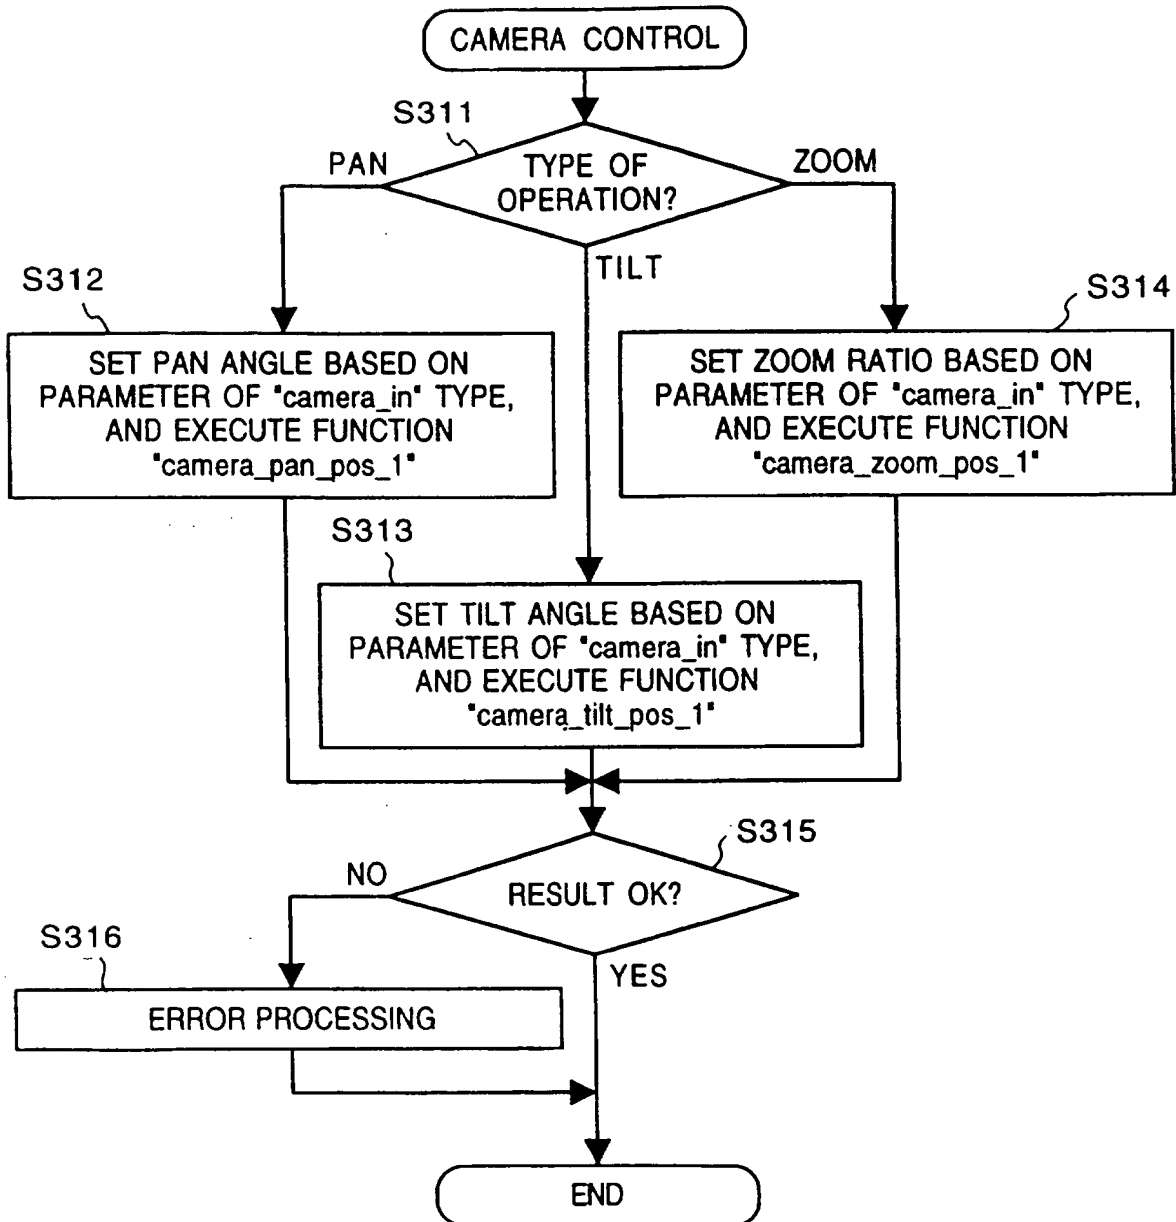 CAMERA CONTROL
S311
PAN
TYPE OF
OPERATION?
ZOOM
TILT
S312
SET PAN ANGLE BASED ON
PARAMETER OF "camera_in" TYPE,
AND EXECUTE FUNCTION
"camera_pan_pos_1"
S314
SET ZOOM RATIO BASED ON
PARAMETER OF "camera_in" TYPE,
AND EXECUTE FUNCTION
"camera_zoom_pos_1"
S313
SET TILT ANGLE BASED ON
PARAMETER OF "camera_in" TYPE,
AND EXECUTE FUNCTION
"camera_tilt_pos_1"
S315
NO
RESULT OK?
YES
S316
ERROR PROCESSING
END